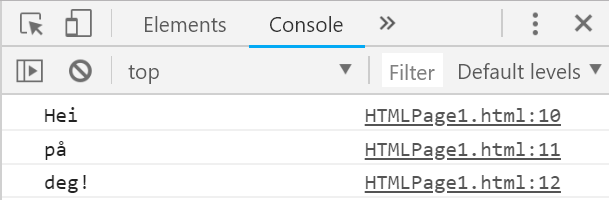 Elements Console
top Filter Default levels
Hei HTMLPage1.html:10
på HTMLPage1.html:11
deg! HTMLPage1.html:12